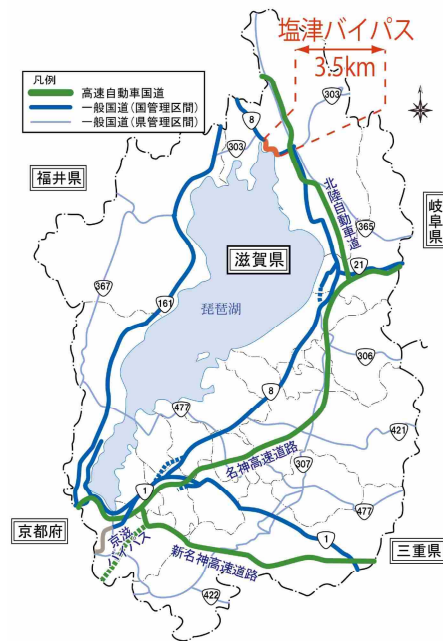 塩津バイパス
3.5km
凡例
高速自動車国道
一般国道(国管理区間)
一般国道(県管理区間)
8
303
303
福井県
北陸自動車道
岐阜県
365
滋賀県
21
367
161
琵琶湖
306
8
477
421
名神高速道路
307
1
477
京都府
京滋
バイパス
1
三重県
新名神高速道路
422